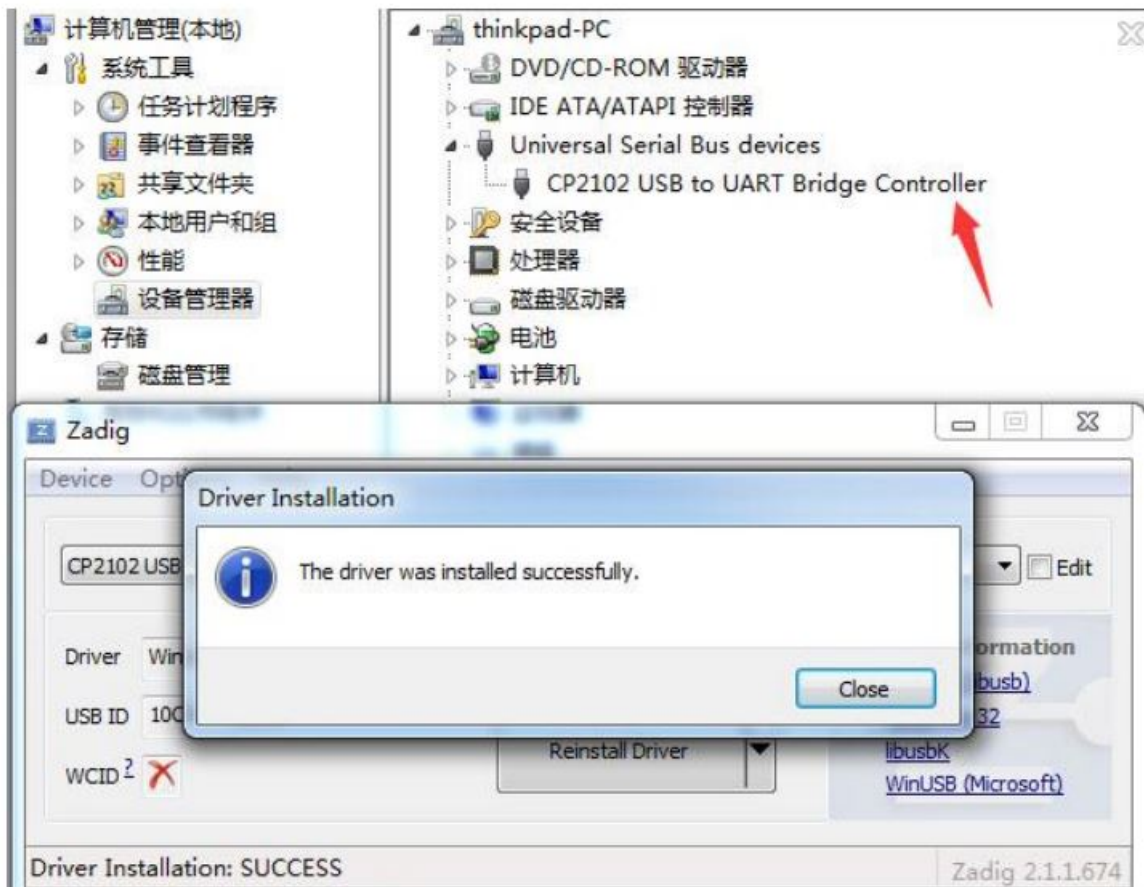 计算机管理(本地)
系统工具
任务计划程序
事件查看器
共享文件夹
本地用户和组
性能
设备管理器
存储
磁盘管理
thinkpad-PC
DVD/CD-ROM 驱动器
IDE ATA/ATAPI 控制器
Universal Serial Bus devices
CP2102 USB to UART Bridge Controller
安全设备
处理器
磁盘驱动器
电池
计算机
Zadig
Device
Driver Installation
The driver was installed successfully.
Close
CP2102 USB
Edit
Driver
USB ID
WCID ?
Reinstall Driver
libusbK
WinUSB (Microsoft)
Driver Installation: SUCCESS
Zadig 2.1.1.674